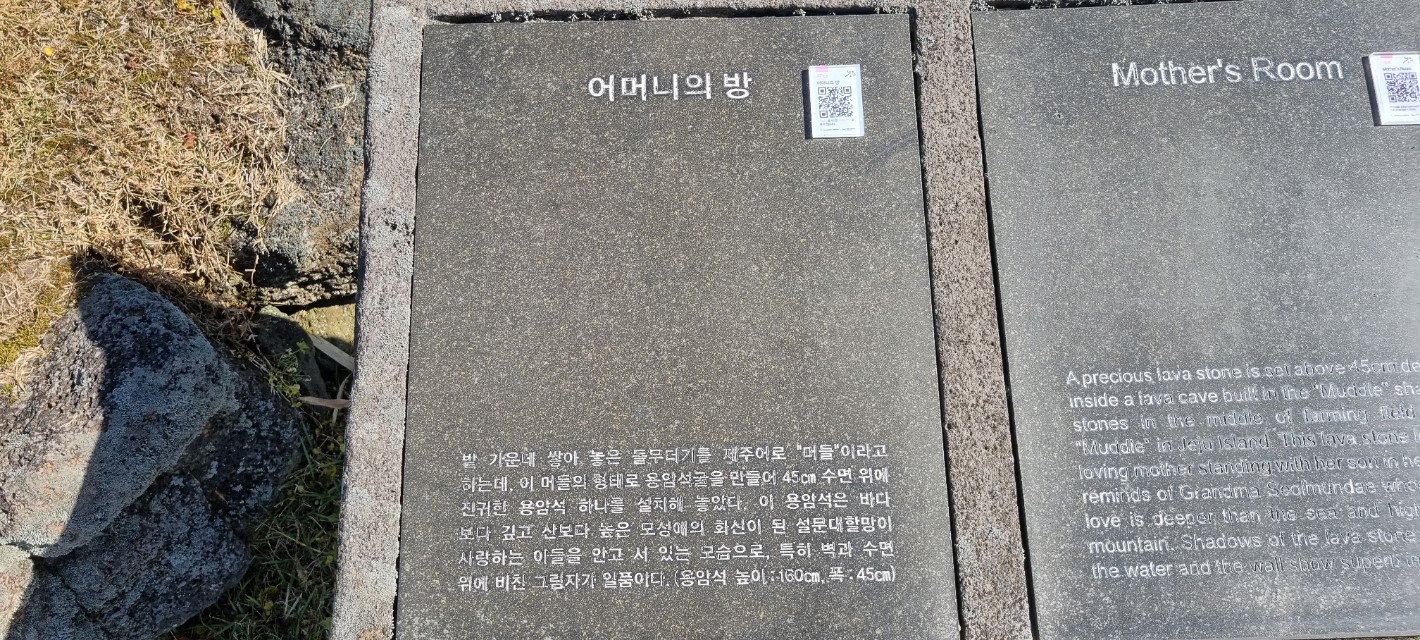 어머니의 방
밭 가운데 쌓아 놓은 돌무더기를 제주어로 "머들"이라고
하는데, 이 머들의 형태로 용암석굴을 만들어 45cm 수면 위에
진귀한 용암석 하나를 설치해 놓았다. 이 용암석은 바다
보다 깊고 산보다 높은 모성애의 화신이 된 설문대할망이
사랑하는 아들을 안고 서 있는 모습으로, 특히 벽과 수면
위에 비친 그림자가 일품이다. (용암석 높이 : 160cm, 폭 : 45cm)
Mother's Room
A precious lava stone is set above 45cm de
inside a lava cave built in the "Muddle" sha
stones in the middle of farming field
"Muddle" in Jeju Island. This lava stone
loving mother standing with her son in he
reminds of Grandma Seolmundae who
love is deeper than the sea and high
mountain. Shadows of the lava stone
the water and the wall show superb